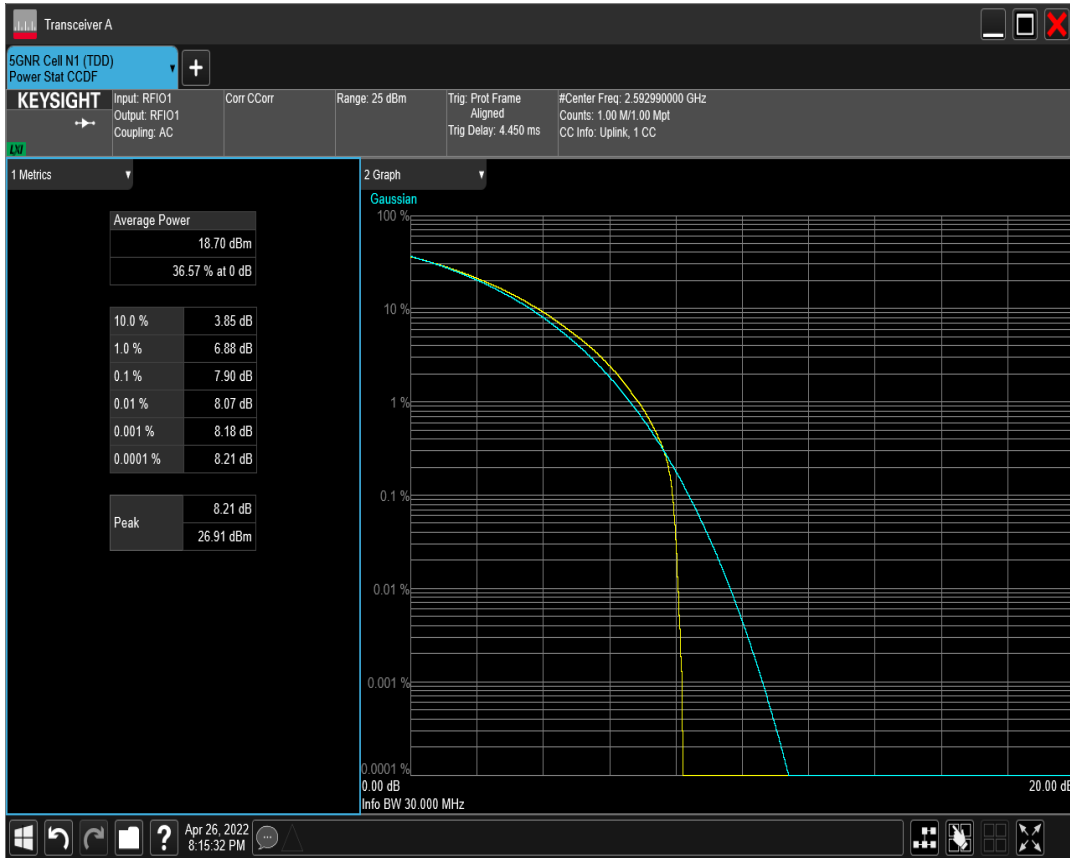 Transceiver A
5GNR Cell N1 (TDD)
Power Stat CCDF
KEYSIGHT
LXI
Input: RFIO1
Output: RFIO1
Coupling: AC
Corr CCorr
Range: 25 dBm
Trig: Prot Frame
Aligned
Trig Delay: 4.450 ms
#Center Freq: 2.592990000 GHz
Counts: 1.00 M/1.00 Mpt
CC Info: Uplink, 1 CC
1 Metrics
Average Power
18.70 dBm
36.57 % at 0 dB
10.0 % 3.85 dB
1.0 % 6.88 dB
0.1 % 7.90 dB
0.01 % 8.07 dB
0.001 % 8.18 dB
0.0001 % 8.21 dB
Peak 8.21 dB
26.91 dBm
2 Graph
Gaussian
100 %
10 %
1 %
0.1 %
0.01 %
0.001 %
0.0001 %
0.00 dB 20.00 dB
Info BW 30.000 MHz
Apr 26, 2022
8:15:32 PM